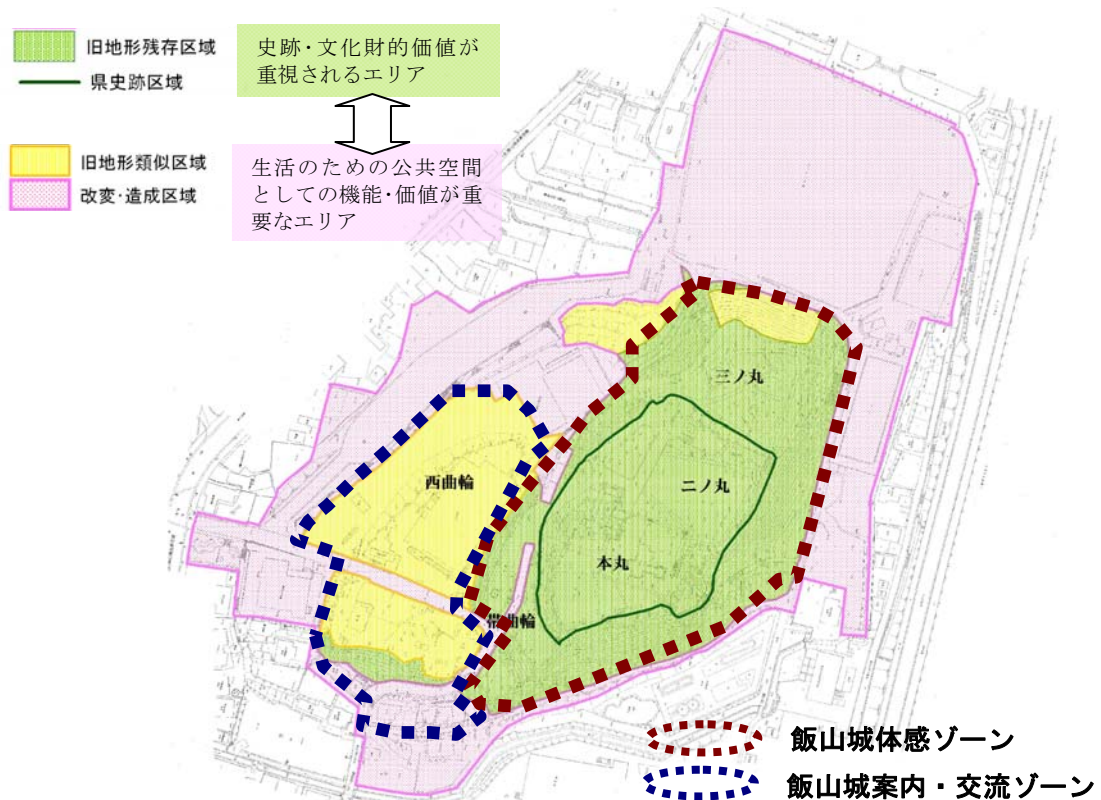 旧地形残存区域
県史跡区域
史跡・文化財的価値が
重視されるエリア
旧地形類似区域
改変・造成区域
生活のための公共空間
としての機能・価値が重
要なエリア
三ノ丸
二ノ丸
西曲輪
本丸
帯曲輪
飯山城体感ゾーン
飯山城案内・交流ゾーン